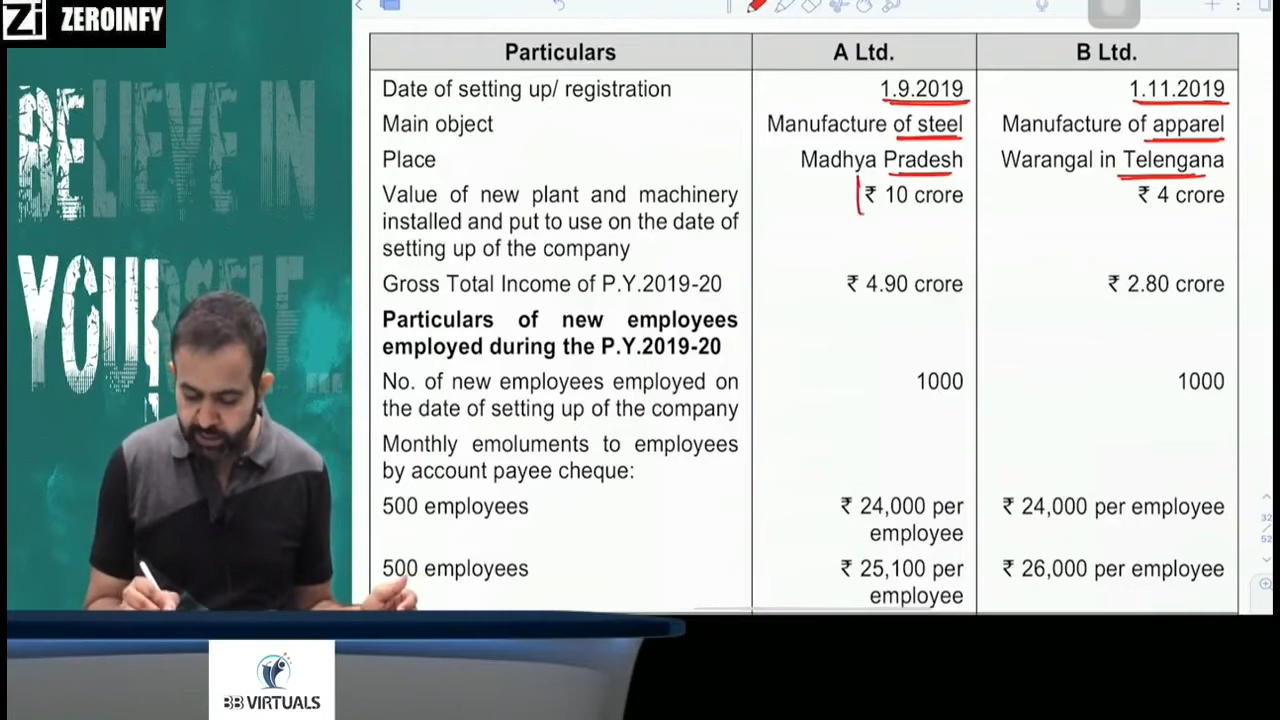 Zi ZEROINFY
BELIEVE IN
YOURSELF...
Particulars A Ltd. B Ltd.
Date of setting up/ registration 1.9.2019 1.11.2019
Main object Manufacture of steel Manufacture of apparel
Place Madhya Pradesh Warangal in Telengana
Value of new plant and machinery ₹ 10 crore ₹ 4 crore
installed and put to use on the date of
setting up of the company
Gross Total Income of P.Y.2019-20 ₹ 4.90 crore ₹ 2.80 crore
Particulars of new employees
employed during the P.Y.2019-20
No. of new employees employed on 1000 1000
the date of setting up of the company
Monthly emoluments to employees
by account payee cheque:
500 employees ₹ 24,000 per ₹ 24,000 per employee
employee
500 employees ₹ 25,100 per ₹ 26,000 per employee
employee
32
52
BB VIRTUALS